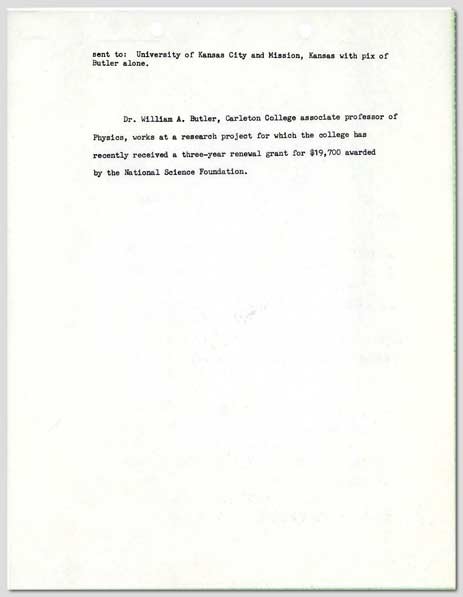 sent to: University of Kansas City and Mission, Kansas with pix of
Butler alone.
Dr. William A. Butler, Carleton College associate professor of
Physics, works at a research project for which the college has
recently received a three-year renewal grant for $19,700 awarded
by the National Science Foundation.